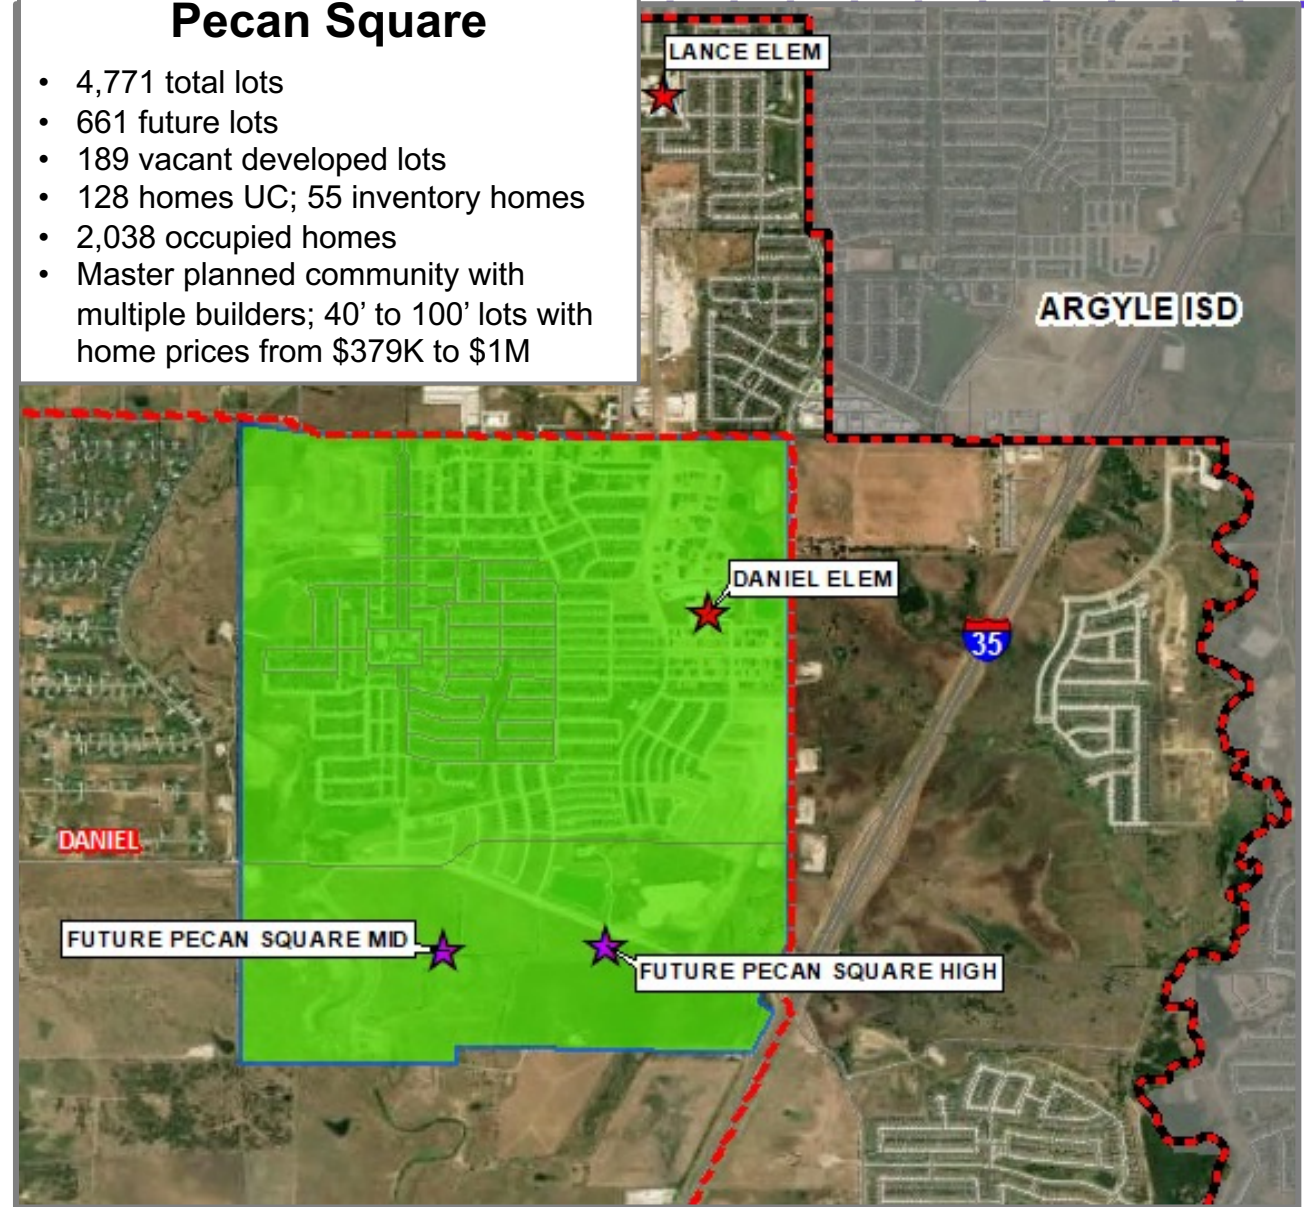 Pecan Square
• 4,771 total lots
• 661 future lots
• 189 vacant developed lots
• 128 homes UC; 55 inventory homes
• 2,038 occupied homes
• Master planned community with
multiple builders; 40’ to 100’ lots with
home prices from $379K to $1M
LANCE ELEM
ARGYLE ISD
DANIEL ELEM
35
DANIEL
FUTURE PECAN SQUARE MID
FUTURE PECAN SQUARE HIGH